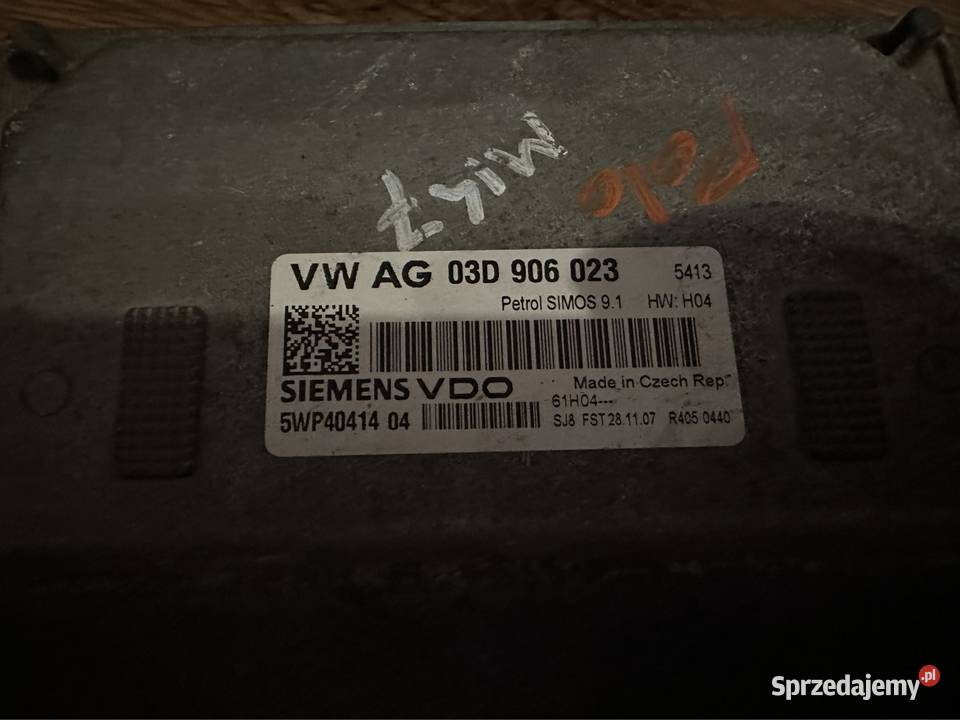 Polo
VW AG 03D 906 023 5413
Petrol SIMOS 9.1 HW: H04
SIEMENS VDO Made in Czech Rep.
61H04---
5WP40414 04 SJ8 FST 28.11.07 R405 0440
Sprzedajemy.pl